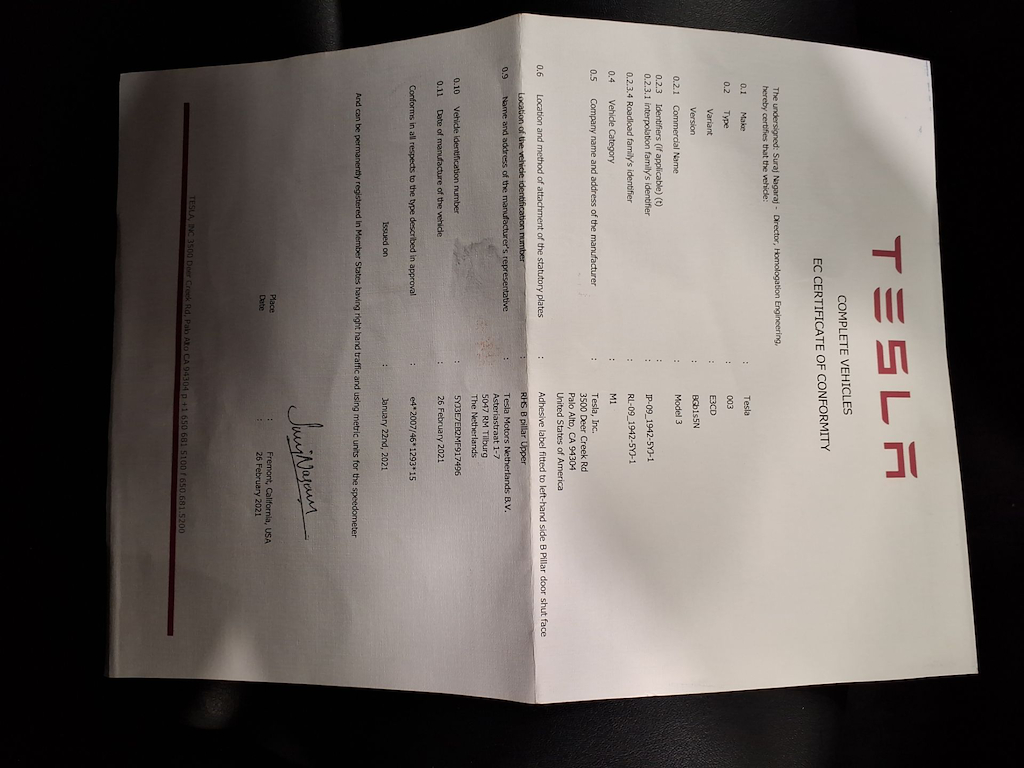 TESLA
COMPLETE VEHICLES
EC CERTIFICATE OF CONFORMITY
The undersigned: Suraj Nagaraj - Director, Homologation Engineering,
hereby certifies that the vehicle:
0.1 Make : Tesla
0.2 Type : 003
Variant : E3CD
Version : BGb1sSN
0.2.1 Commercial Name : Model 3
0.2.3 Identifiers (if applicable) (t)
0.2.3.1 interpolation family's identifier : IP-09_1942-5YJ-1
0.2.3.4 Roadload family's identifier : RL-09_1942-5YJ-1
0.4 Vehicle Category : M1
0.5 Company name and address of the manufacturer : Tesla, Inc.
3500 Deer Creek Rd
Palo Alto, CA 94304
United States of America
0.6 Location and method of attachment of the statutory plates : Adhesive label fitted to left-hand side B Pillar door shut face
Location of the vehicle identification number : RHS B pillar Upper
0.9 Name and address of the manufacturer's representative : Tesla Motors Netherlands B.V.
Asteriastraat 1-7
5047 RM Tilburg
The Netherlands
0.10 Vehicle identification number : 5YJ3E7EB2MF917496
0.11 Date of manufacture of the vehicle : 26 February 2021
Conforms in all respects to the type described in approval : e4*2007/46*1293*15
Issued on : January 22nd, 2021
And can be permanently registered in Member States having right hand traffic and using metric units for the speedometer
Place : Fremont, California, USA
Date : 26 February 2021
TESLA, INC 3500 Deer Creek Rd, Palo Alto CA 94304 p +1 650 681 5100 f 650 681 5200